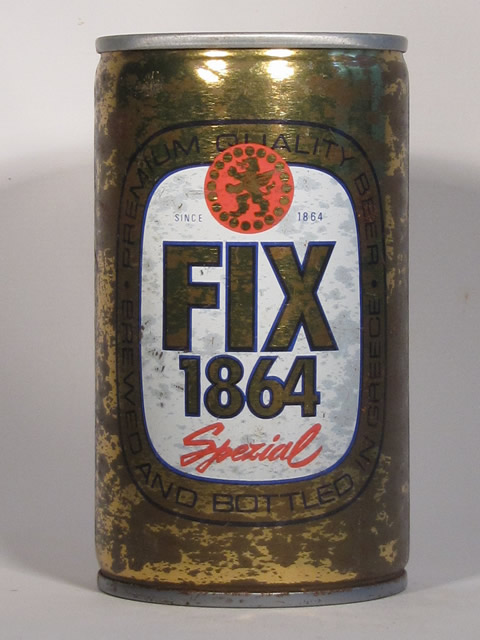 PREMIUM QUALITY BEER • BREWED AND BOTTLED IN GREECE •
SINCE 1864
FIX
1864
Spezial